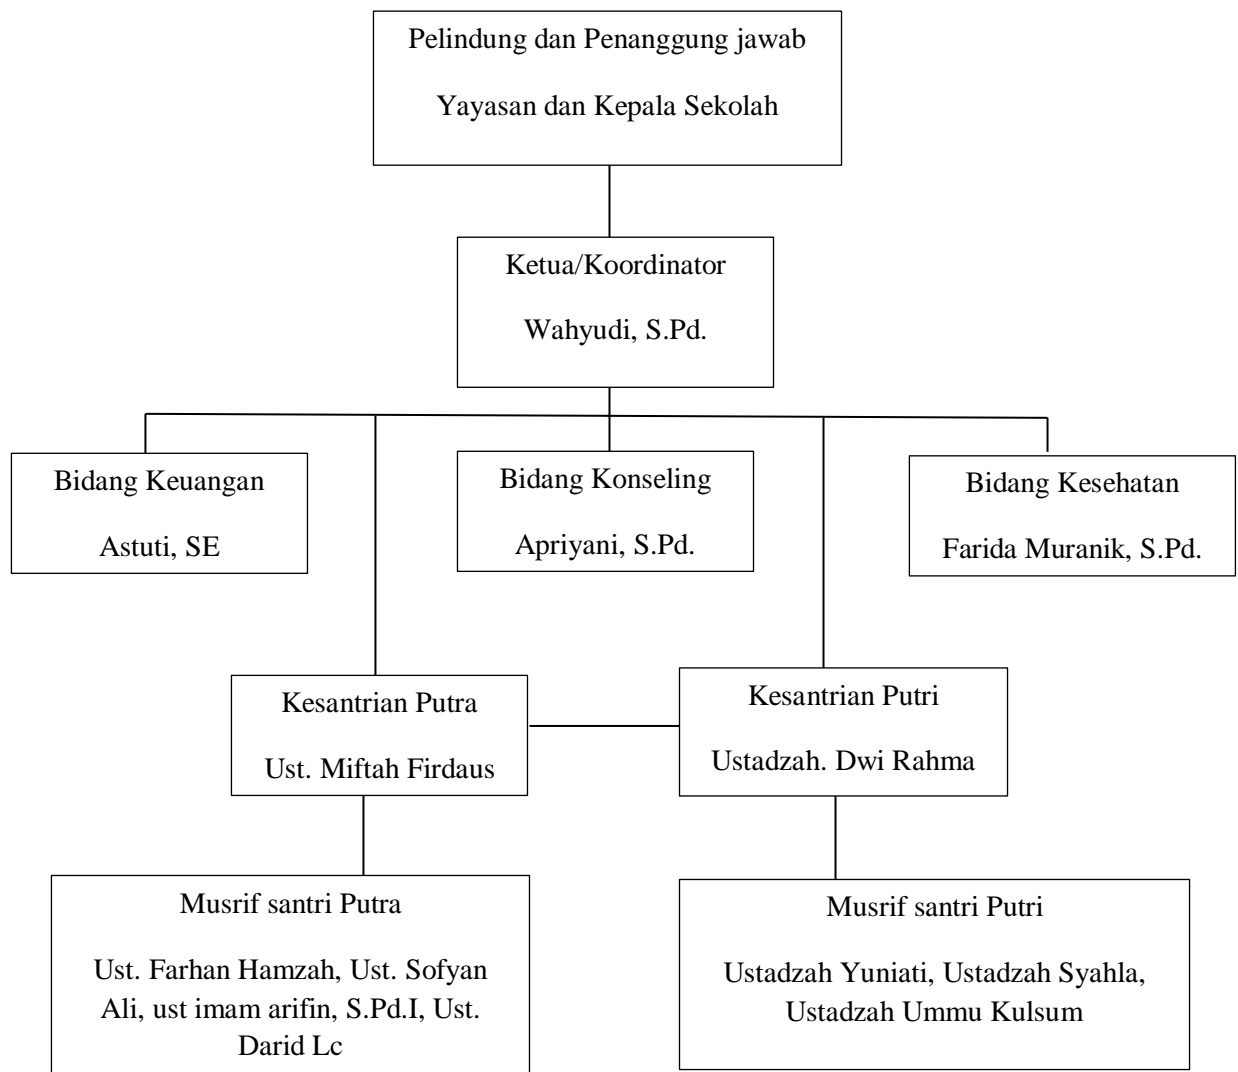 Pelindung dan Penanggung jawab
Yayasan dan Kepala Sekolah
Ketua/Koordinator
Wahyudi, S.Pd.
Bidang Keuangan
Astuti, SE
Bidang Konseling
Apriyani, S.Pd.
Bidang Kesehatan
Farida Muranik, S.Pd.
Kesantrian Putra
Ust. Miftah Firdaus
Kesantrian Putri
Ustadzah. Dwi Rahma
Musrif santri Putra
Ust. Farhan Hamzah, Ust. Sofyan
Ali, ust imam arifin, S.Pd.I, Ust.
Darid Lc
Musrif santri Putri
Ustadzah Yuniati, Ustadzah Syahla,
Ustadzah Ummu Kulsum